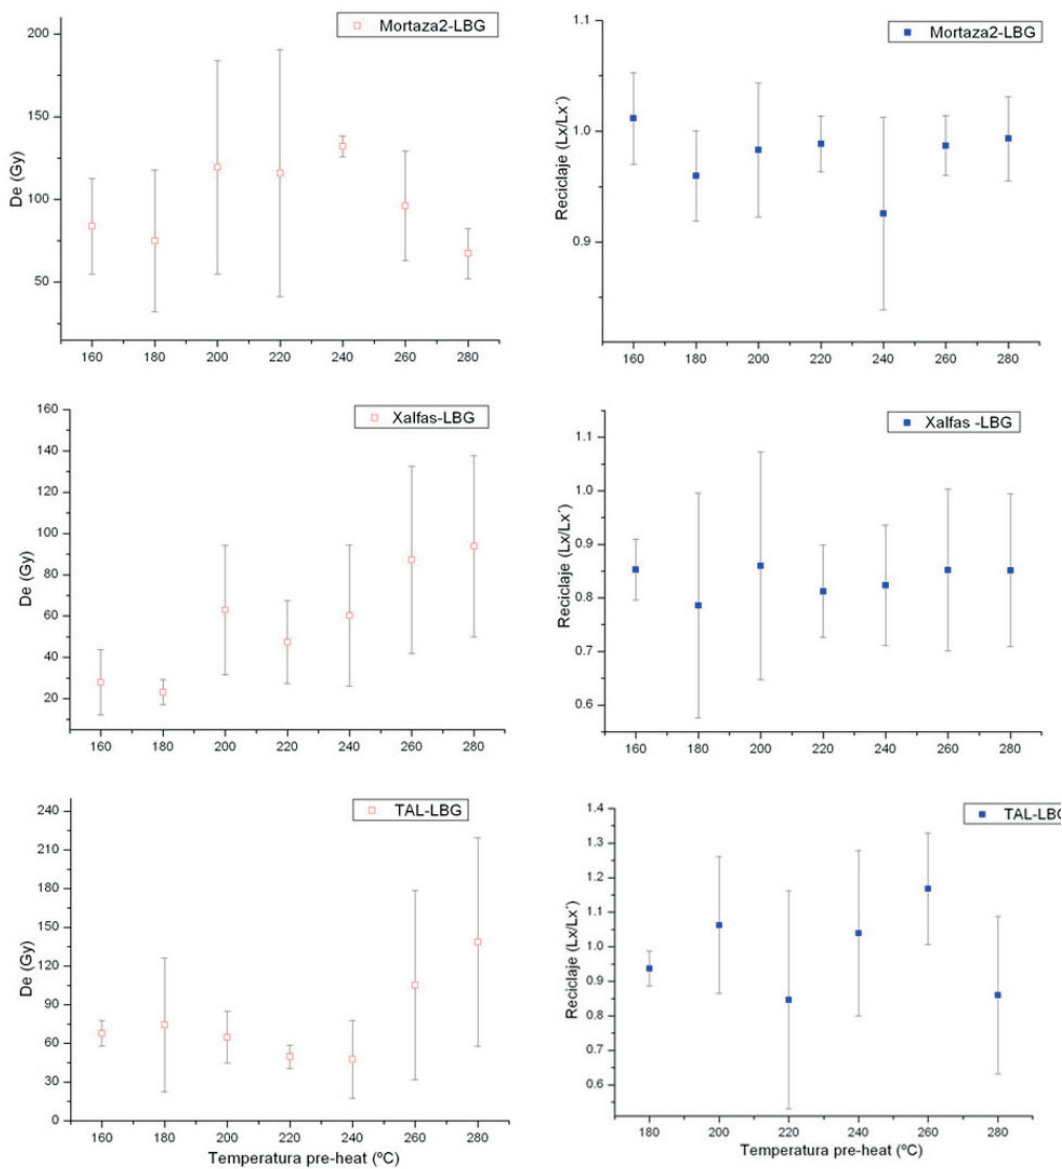 Mortaza2-LBG
200
150
100
50
De (Gy)
160 180 200 220 240 260 280
Mortaza2-LBG
1.1
1.0
0.9
Reciclaje (Lx/Lx´)
160 180 200 220 240 260 280
Xalfas-LBG
160
140
120
100
80
60
40
20
De (Gy)
160 180 200 220 240 260 280
Xalfas -LBG
1.1
1.0
0.9
0.8
0.7
0.6
Reciclaje (Lx/Lx´)
160 180 200 220 240 260 280
TAL-LBG
240
210
180
150
120
90
60
30
0
De (Gy)
160 180 200 220 240 260 280
Temperatura pre-heat (ºC)
TAL-LBG
1.4
1.3
1.2
1.1
1.0
0.9
0.8
0.7
0.6
Reciclaje (Lx/Lx´)
180 200 220 240 260 280
Temperatura pre-heat (ºC)